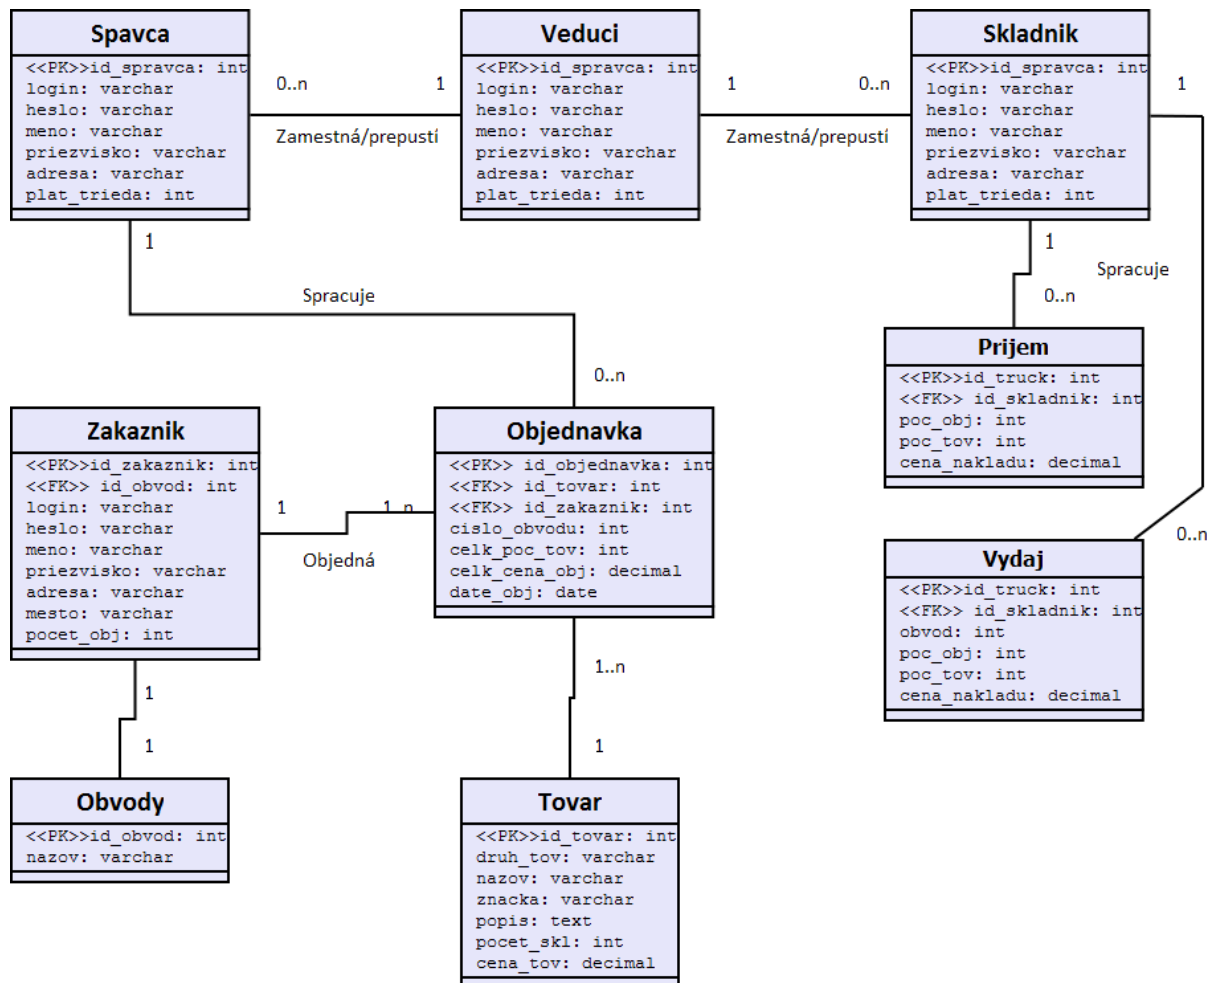 Spavca
<<PK>>id_spravca: int
login: varchar
heslo: varchar
meno: varchar
priezvisko: varchar
adresa: varchar
plat_trieda: int
0..n
1
Zamestná/prepustí
Veduci
<<PK>>id_spravca: int
login: varchar
heslo: varchar
meno: varchar
priezvisko: varchar
adresa: varchar
plat_trieda: int
1
0..n
Zamestná/prepustí
Skladnik
<<PK>>id_spravca: int
login: varchar
heslo: varchar
meno: varchar
priezvisko: varchar
adresa: varchar
plat_trieda: int
1
1
Spracuje
0..n
1
Spracuje
0..n
Prijem
<<PK>>id_truck: int
<<FK>> id_skladnik: int
poc_obj: int
poc_tov: int
cena_nakladu: decimal
Zakaznik
<<PK>>id_zakaznik: int
<<FK>> id_obvod: int
login: varchar
heslo: varchar
meno: varchar
priezvisko: varchar
adresa: varchar
mesto: varchar
pocet_obj: int
1
1..n
Objedná
Objednavka
<<PK>> id_objednavka: int
<<FK>> id_tovar: int
<<FK>> id_zakaznik: int
cislo_obvodu: int
celk_poc_tov: int
celk_cena_obj: decimal
date_obj: date
0..n
Vydaj
<<PK>>id_truck: int
<<FK>> id_skladnik: int
obvod: int
poc_obj: int
poc_tov: int
cena_nakladu: decimal
1
1
1..n
1
Obvody
<<PK>>id_obvod: int
nazov: varchar
Tovar
<<PK>>id_tovar: int
druh_tov: varchar
nazov: varchar
znacka: varchar
popis: text
pocet_skl: int
cena_tov: decimal